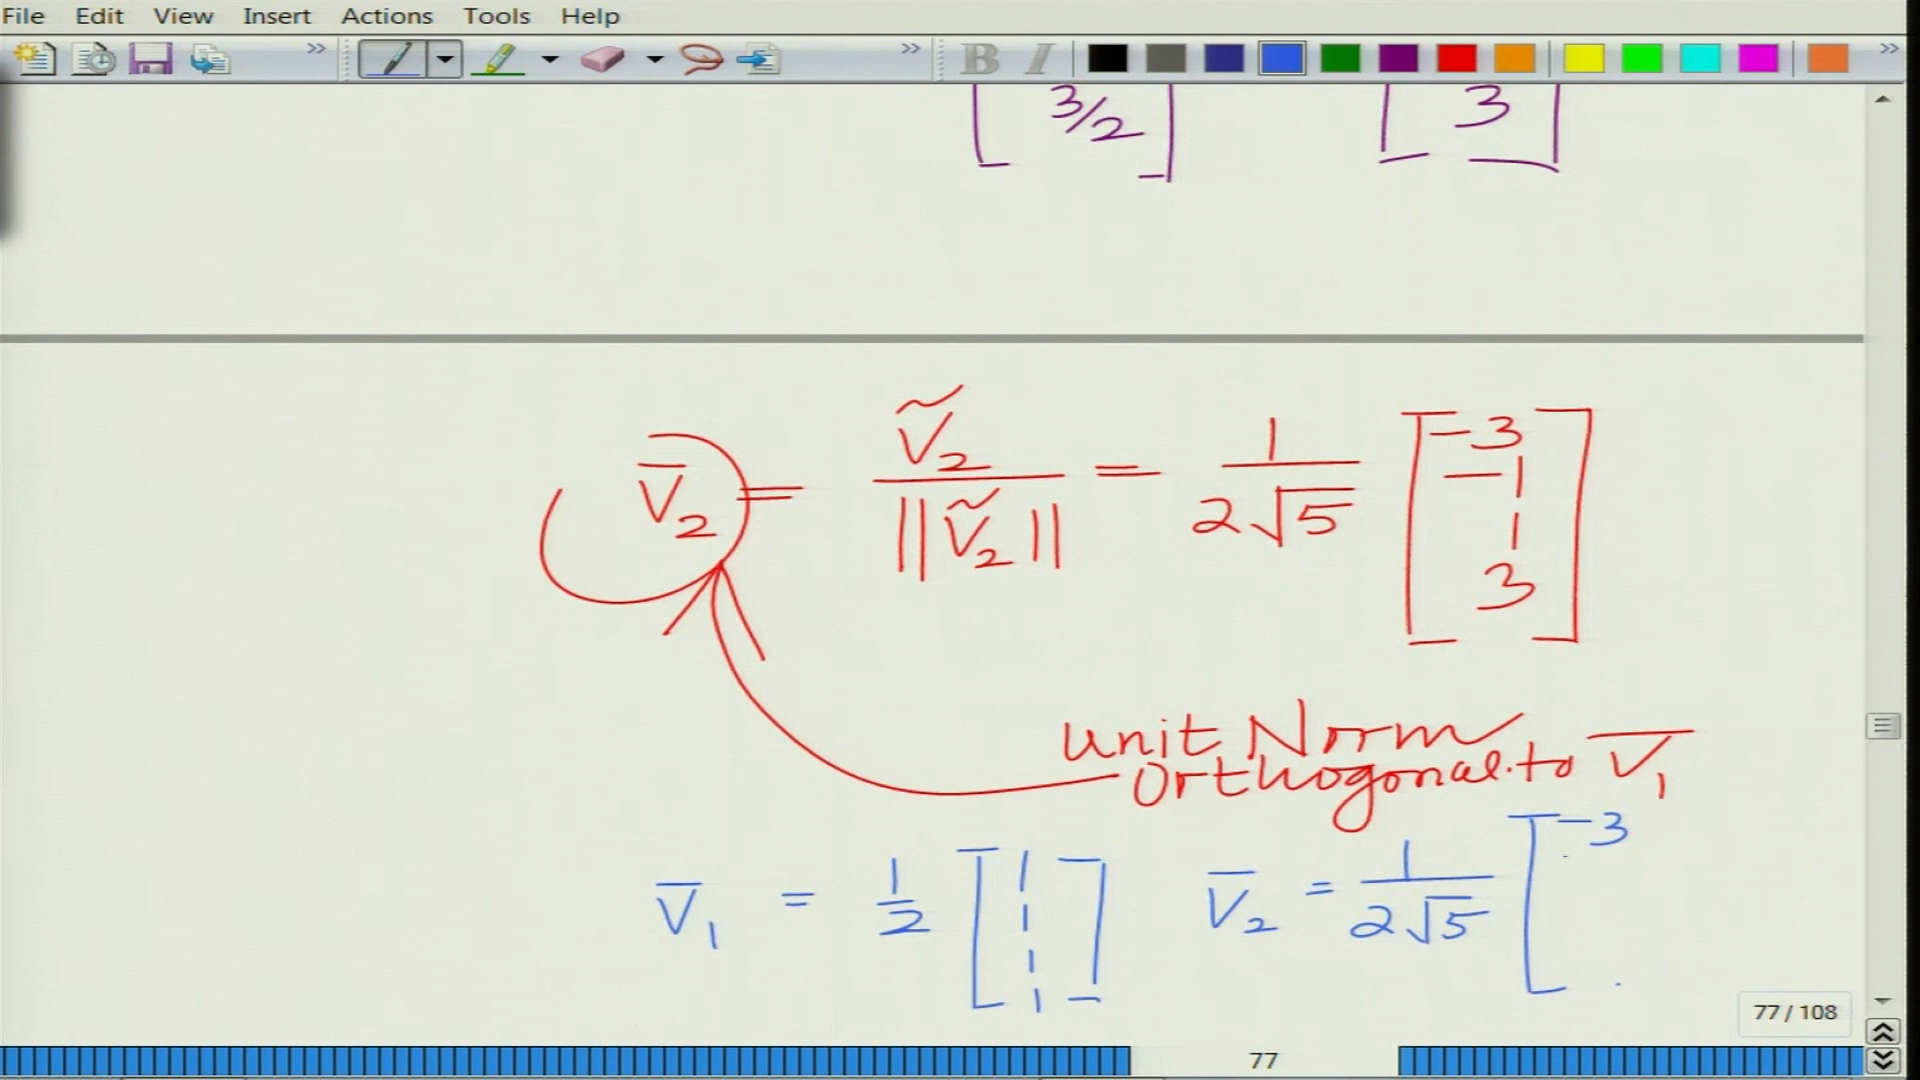 File Edit View Insert Actions Tools Help
B I
[ 3/2 ] [ 3 ]
V̄₂ = Ṽ₂ / ||Ṽ₂|| = 1 / 2√5 [ -3 -1 1 3 ]
unit Norm
Orthogonal to V̄₁
V̄₁ = 1/2 [ 1 1 1 1 ] V̄₂ = 1 / 2√5 [ -3
77 / 108
77